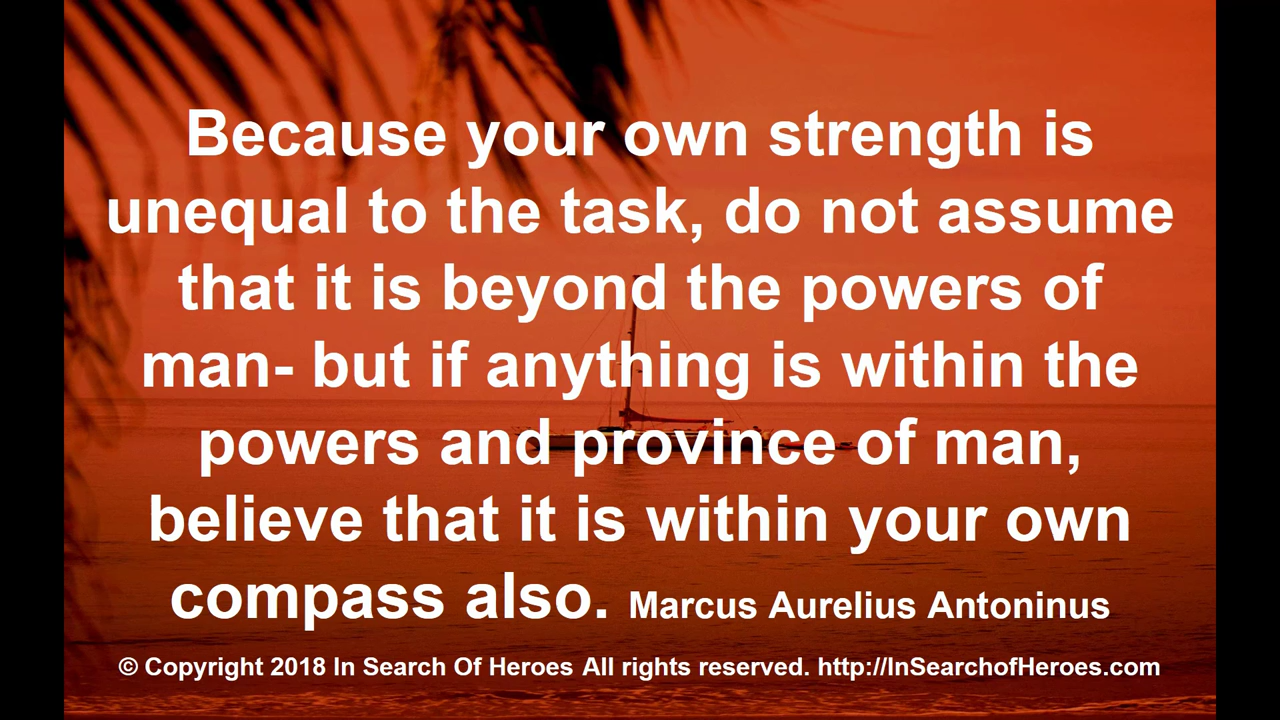 Because your own strength is
unequal to the task, do not assume
that it is beyond the powers of
man- but if anything is within the
powers and province of man,
believe that it is within your own
compass also. Marcus Aurelius Antoninus
© Copyright 2018 In Search Of Heroes All rights reserved. http://InSearchofHeroes.com